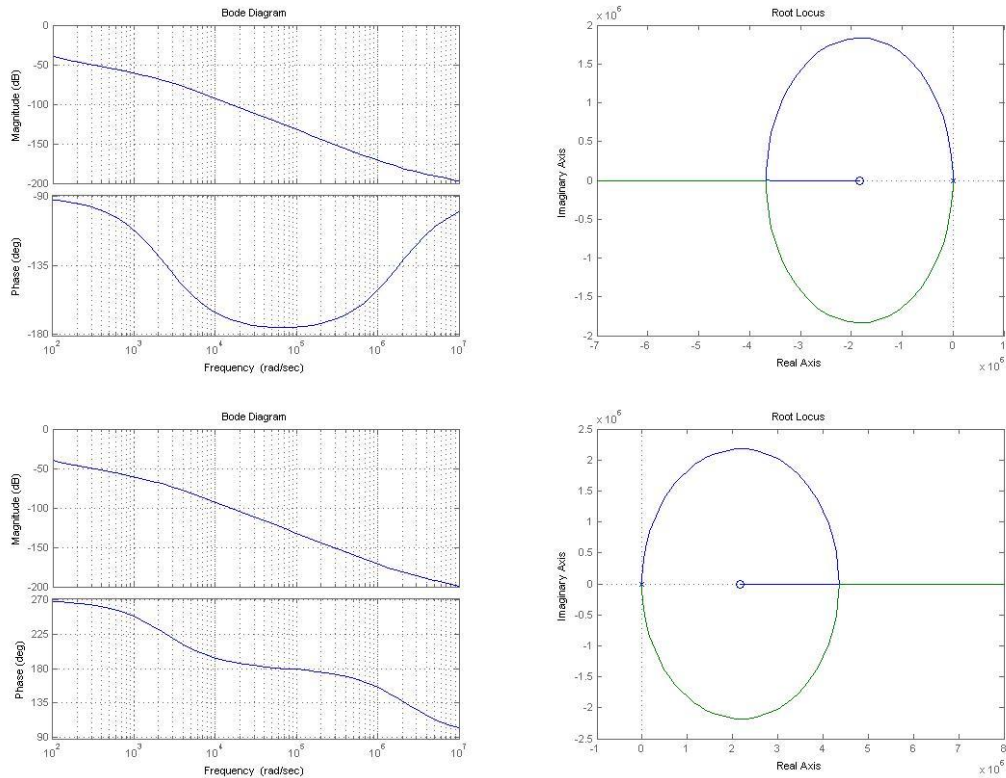 Bode Diagram
0
-50
-100
-150
-200
Magnitude (dB)
-90
-135
-180
Phase (deg)
10^2 10^3 10^4 10^5 10^6 10^7
Frequency (rad/sec)
Root Locus
x 10^6
2
1.5
1
0.5
0
-0.5
-1
-1.5
-2
Imaginary Axis
-7 -6 -5 -4 -3 -2 -1 0 1
Real Axis
x 10^6
Bode Diagram
0
-50
-100
-150
-200
Magnitude (dB)
270
225
180
135
90
Phase (deg)
10^2 10^3 10^4 10^5 10^6 10^7
Frequency (rad/sec)
Root Locus
x 10^6
2.5
2
1.5
1
0.5
0
-0.5
-1
-1.5
-2
-2.5
Imaginary Axis
-1 0 1 2 3 4 5 6 7 8
Real Axis
x 10^6